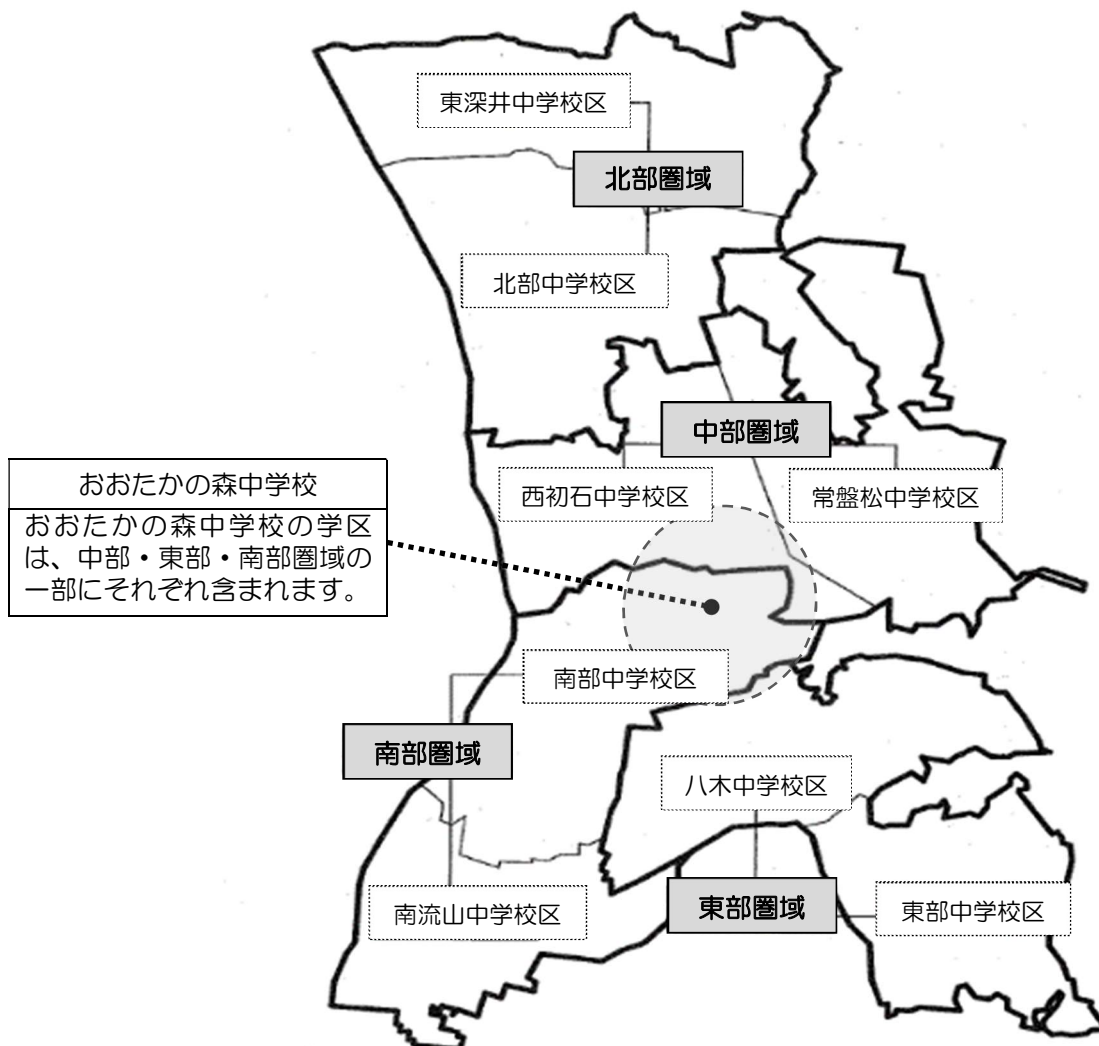 東深井中学校区
北部圏域
北部中学校区
中部圏域
西初石中学校区
常盤松中学校区
おおたかの森中学校
おおたかの森中学校の学区
は、中部・東部・南部圏域の
一部にそれぞれ含まれます。
南部中学校区
南部圏域
八木中学校区
南流山中学校区
東部圏域
東部中学校区